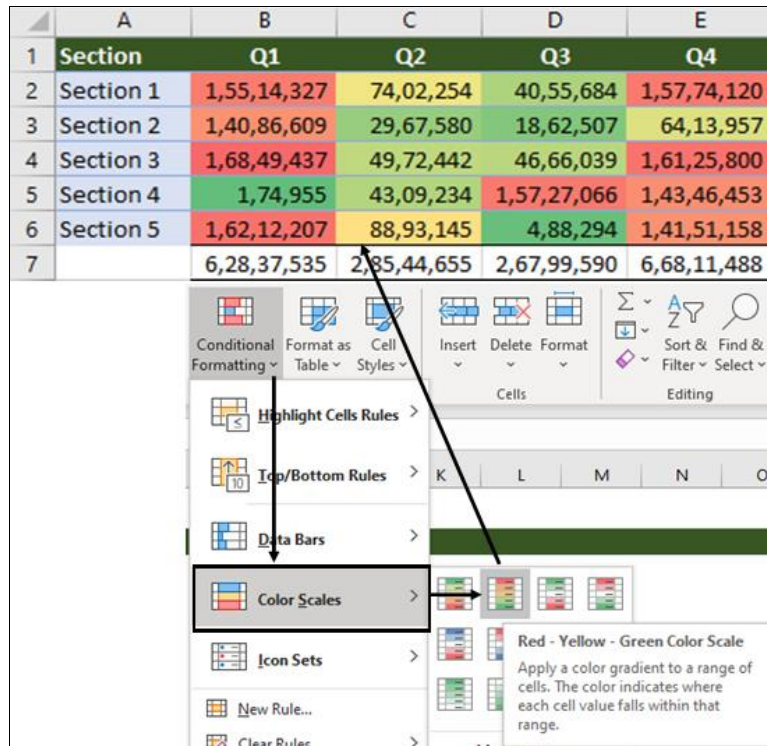 A B C D E
1 Section Q1 Q2 Q3 Q4
2 Section 1 1,55,14,327 74,02,254 40,55,684 1,57,74,120
3 Section 2 1,40,86,609 29,67,580 18,62,507 64,13,957
4 Section 3 1,68,49,437 49,72,442 46,66,039 1,61,25,800
5 Section 4 1,74,955 43,09,234 1,57,27,066 1,43,46,453
6 Section 5 1,62,12,207 88,93,145 4,88,294 1,41,51,158
7 6,28,37,535 2,85,44,655 2,67,99,590 6,68,11,488
Conditional Format as Cell Insert Delete Format Sort & Find &
Formatting Table Styles Filter Select
Cells Editing
Highlight Cells Rules
Top/Bottom Rules
K L M N O
Data Bars
Color Scales
Icon Sets
Red - Yellow - Green Color Scale
Apply a color gradient to a range of
cells. The color indicates where
each cell value falls within that
range.
New Rule...
Clear Rules